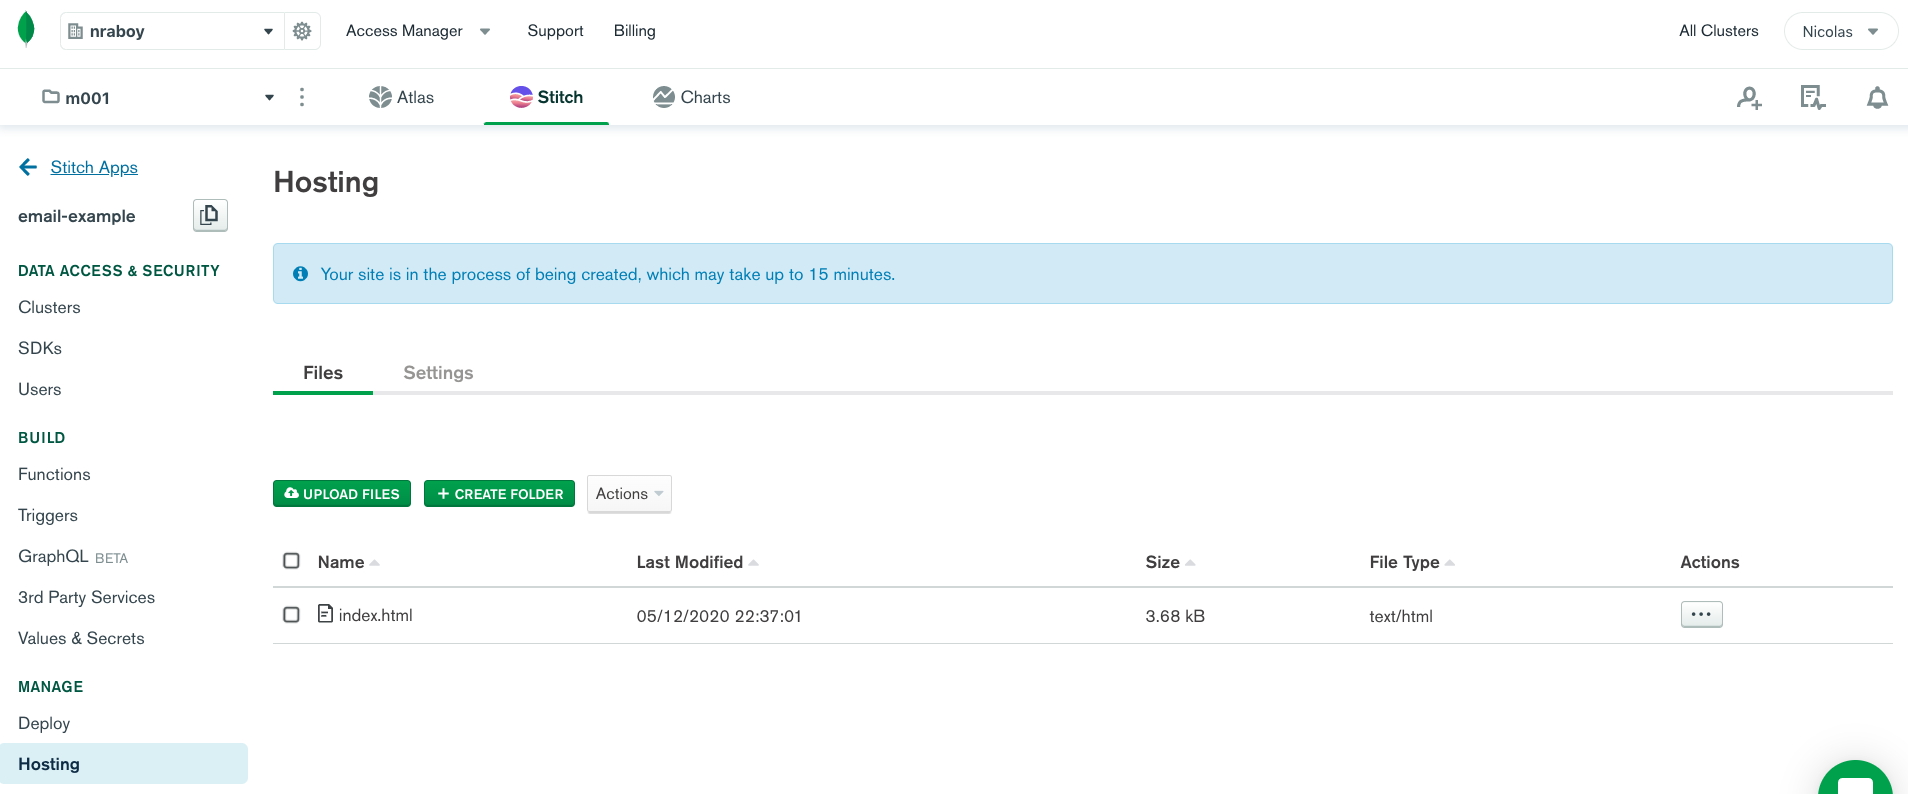 nraboy
Access Manager
Support
Billing
All Clusters
Nicolas
m001
Atlas
Stitch
Charts
Stitch Apps
email-example
DATA ACCESS & SECURITY
Clusters
SDKs
Users
BUILD
Functions
Triggers
GraphQL BETA
3rd Party Services
Values & Secrets
MANAGE
Deploy
Hosting
Hosting
Your site is in the process of being created, which may take up to 15 minutes.
Files Settings
UPLOAD FILES + CREATE FOLDER Actions
Name Last Modified Size File Type Actions
index.html 05/12/2020 22:37:01 3.68 kB text/html